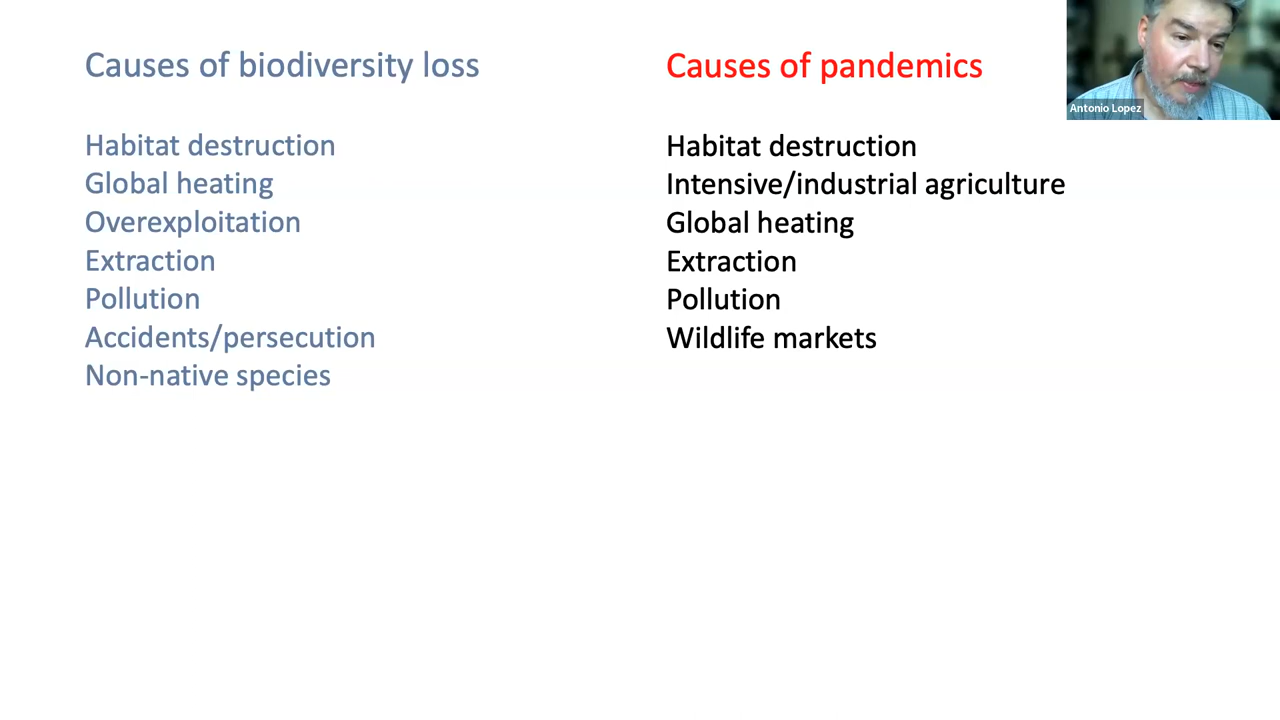 Causes of biodiversity loss
Habitat destruction
Global heating
Overexploitation
Extraction
Pollution
Accidents/persecution
Non-native species
Causes of pandemics
Habitat destruction
Intensive/industrial agriculture
Global heating
Extraction
Pollution
Wildlife markets
Antonio Lopez